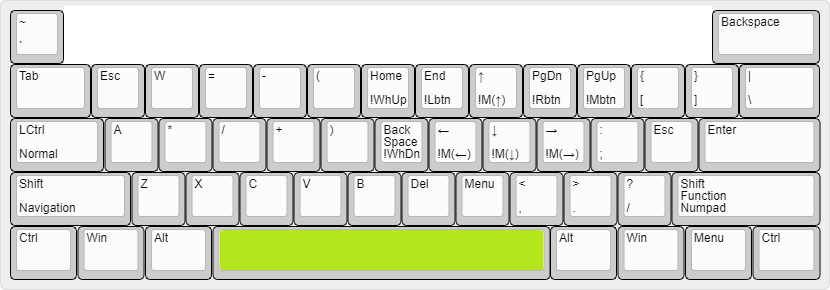 ~
`
Backspace
Tab
Esc
W
=
-
(
Home
!WhUp
End
!Lbtn
↑
!M(↑)
PgDn
!Rbtn
PgUp
!Mbtn
{
[
}
]
|
\
LCtrl
Normal
A
*
/
+
)
Back
Space
!WhDn
←
!M(←)
↓
!M(↓)
→
!M(→)
:
;
Esc
Enter
Shift
Navigation
Z
X
C
V
B
Del
Menu
<
,
>
.
?
/
Shift
Function
Numpad
Ctrl
Win
Alt
Alt
Win
Menu
Ctrl